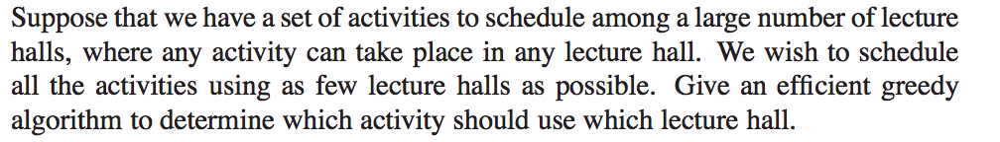 Suppose that we have a set of activities to schedule among a large number of lecture
halls, where any activity can take place in any lecture hall. We wish to schedule
all the activities using as few lecture halls as possible. Give an efficient greedy
algorithm to determine which activity should use which lecture hall.